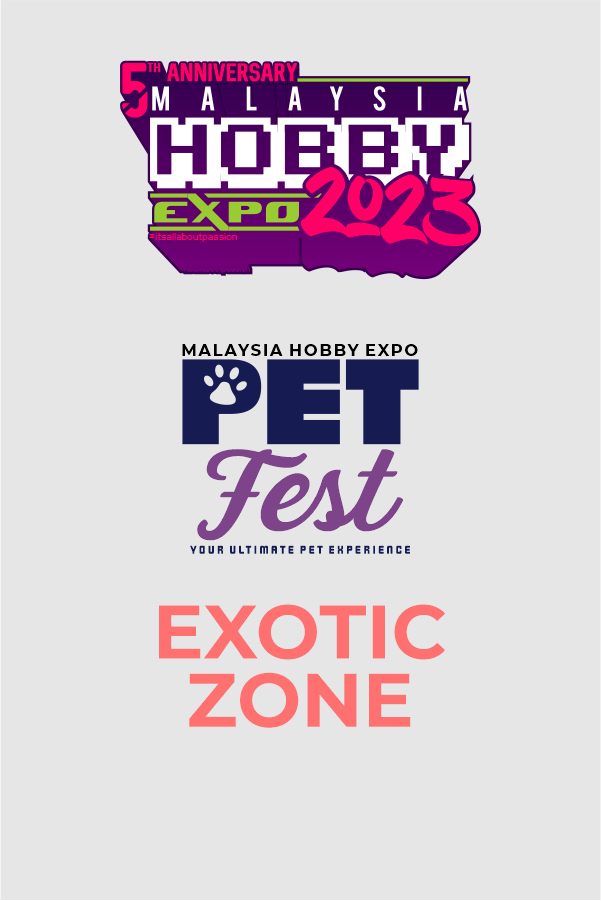 5TH ANNIVERSARY
MALAYSIA
HOBBY
EXPO 2023
#itsallaboutpassion
MALAYSIA HOBBY EXPO
PET
Fest
YOUR ULTIMATE PET EXPERIENCE
EXOTIC
ZONE